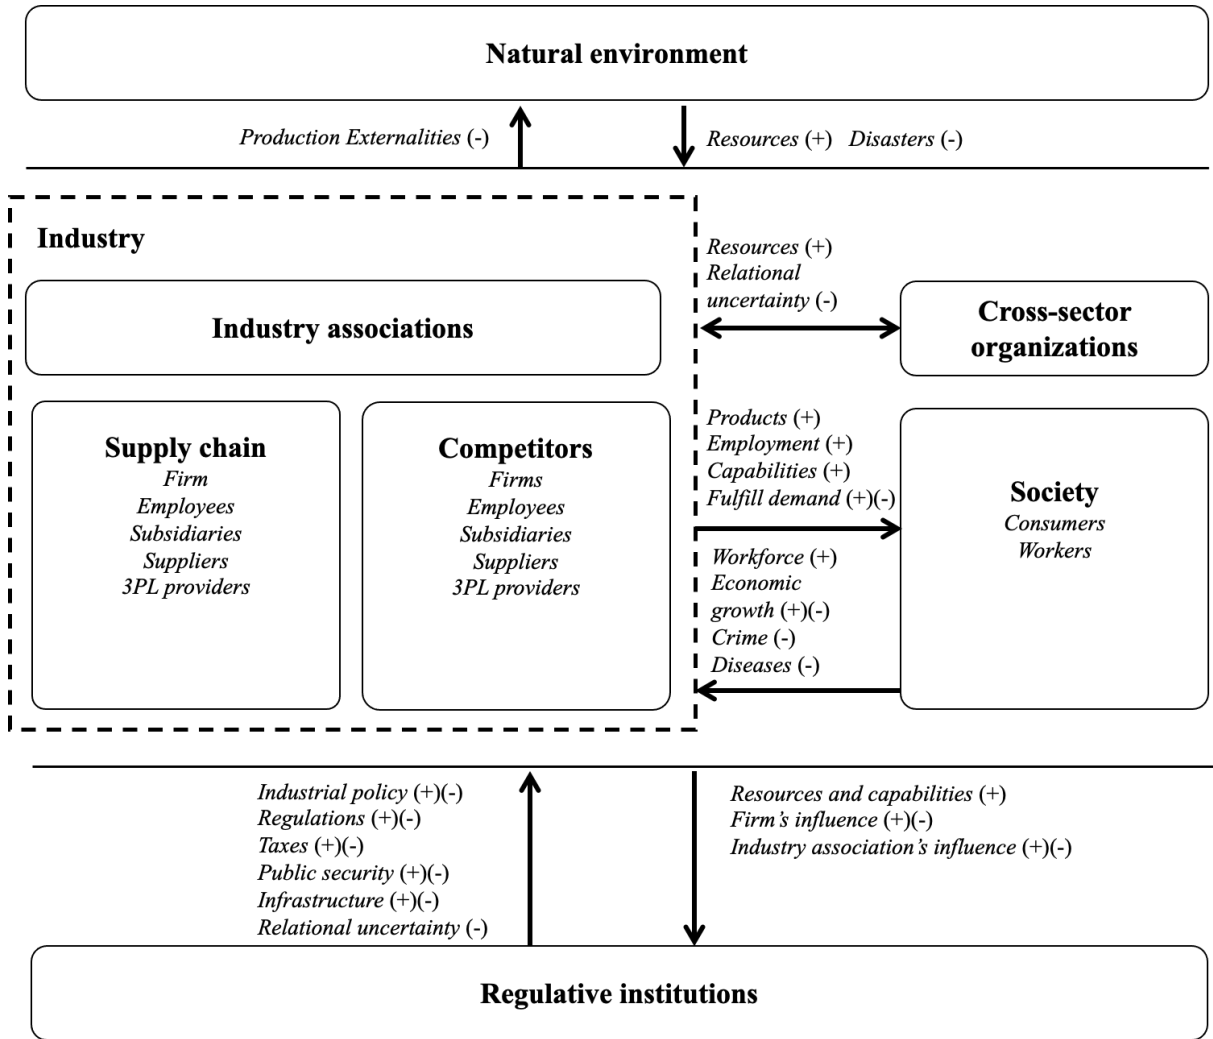 Natural environment
Production Externalities (-)
Resources (+) Disasters (-)
Industry
Industry associations
Supply chain
Firm
Employees
Subsidiaries
Suppliers
3PL providers
Competitors
Firms
Employees
Subsidiaries
Suppliers
3PL providers
Resources (+)
Relational
uncertainty (-)
Cross-sector
organizations
Products (+)
Employment (+)
Capabilities (+)
Fulfill demand (+)(-)
Workforce (+)
Economic
growth (+)(-)
Crime (-)
Diseases (-)
Society
Consumers
Workers
Industrial policy (+)(-)
Regulations (+)(-)
Taxes (+)(-)
Public security (+)(-)
Infrastructure (+)(-)
Relational uncertainty (-)
Resources and capabilities (+)
Firm's influence (+)(-)
Industry association's influence (+)(-)
Regulative institutions